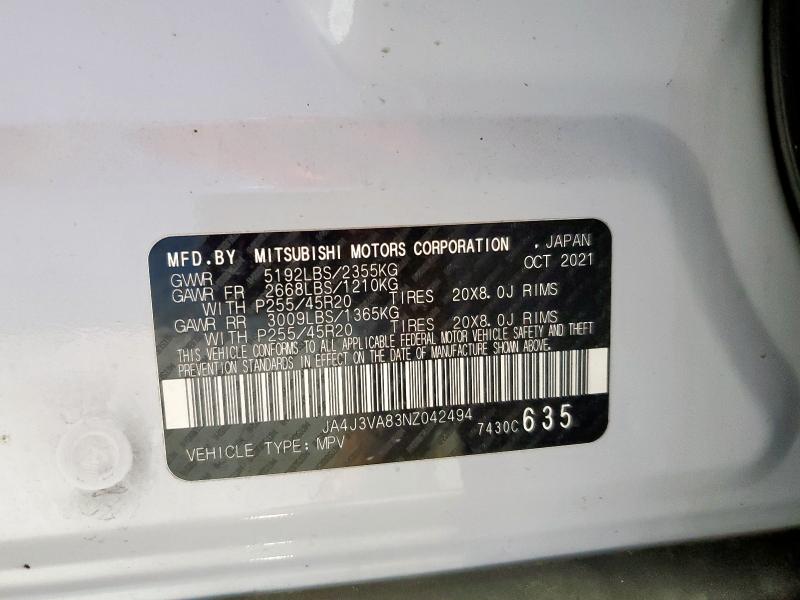 MFD.BY MITSUBISHI MOTORS CORPORATION . JAPAN
GVWR 5192LBS/2355KG OCT 2021
GAWR FR 2668LBS/1210KG
WITH P255/45R20 TIRES 20X8.0J RIMS
GAWR RR 3009LBS/1365KG
WITH P255/45R20 TIRES 20X8.0J RIMS
THIS VEHICLE CONFORMS TO ALL APPLICABLE FEDERAL MOTOR VEHICLE SAFETY AND THEFT
PREVENTION STANDARDS IN EFFECT ON THE DATE OF MANUFACTURE SHOWN ABOVE.
JA4J3VA83NZ042494 7430C 635
VEHICLE TYPE: MPV